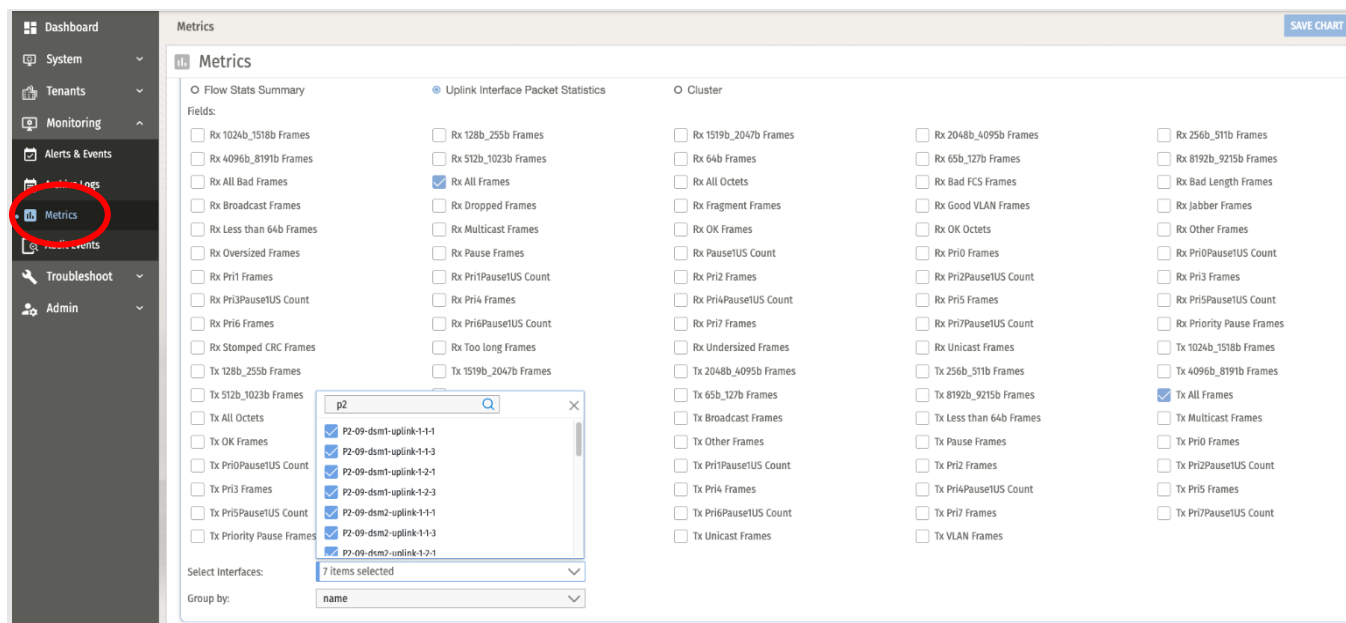 Dashboard
Metrics
SAVE CHART
System
Metrics
Tenants
Flow Stats Summary
Uplink Interface Packet Statistics
Cluster
Fields:
Monitoring
Rx 1024b_1518b Frames
Rx 128b_255b Frames
Rx 1519b_2047b Frames
Rx 2048b_4095b Frames
Rx 256b_511b Frames
Alerts & Events
Rx 4096b_8191b Frames
Rx 512b_1023b Frames
Rx 64b Frames
Rx 65b_127b Frames
Rx 8192b_9215b Frames
Archive Logs
Rx All Bad Frames
Rx All Frames
Rx All Octets
Rx Bad FCS Frames
Rx Bad Length Frames
Metrics
Rx Broadcast Frames
Rx Dropped Frames
Rx Fragment Frames
Rx Good VLAN Frames
Rx Jabber Frames
Audit Events
Rx Less than 64b Frames
Rx Multicast Frames
Rx OK Frames
Rx OK Octets
Rx Other Frames
Rx Oversized Frames
Rx Pause Frames
Rx Pause1US Count
Rx Pri0 Frames
Rx Pri0Pause1US Count
Troubleshoot
Rx Pri1 Frames
Rx Pri1Pause1US Count
Rx Pri2 Frames
Rx Pri2Pause1US Count
Rx Pri3 Frames
Admin
Rx Pri3Pause1US Count
Rx Pri4 Frames
Rx Pri4Pause1US Count
Rx Pri5 Frames
Rx Pri5Pause1US Count
Rx Pri6 Frames
Rx Pri6Pause1US Count
Rx Pri7 Frames
Rx Pri7Pause1US Count
Rx Priority Pause Frames
Rx Stomped CRC Frames
Rx Too long Frames
Rx Undersized Frames
Rx Unicast Frames
Tx 1024b_1518b Frames
Tx 128b_255b Frames
Tx 1519b_2047b Frames
Tx 2048b_4095b Frames
Tx 256b_511b Frames
Tx 4096b_8191b Frames
Tx 512b_1023b Frames
Tx 65b_127b Frames
Tx 8192b_9215b Frames
Tx All Frames
Tx All Octets
Tx Broadcast Frames
Tx Less than 64b Frames
Tx Multicast Frames
Tx OK Frames
Tx Other Frames
Tx Pause Frames
Tx Pri0 Frames
Tx Pri0Pause1US Count
Tx Pri1Pause1US Count
Tx Pri2 Frames
Tx Pri2Pause1US Count
Tx Pri3 Frames
Tx Pri4 Frames
Tx Pri4Pause1US Count
Tx Pri5 Frames
Tx Pri5Pause1US Count
Tx Pri6Pause1US Count
Tx Pri7 Frames
Tx Pri7Pause1US Count
Tx Priority Pause Frames
Tx Unicast Frames
Tx VLAN Frames
p2
P2-09-dsm1-uplink-1-1-1
P2-09-dsm1-uplink-1-1-3
P2-09-dsm1-uplink-1-2-1
P2-09-dsm1-uplink-1-2-3
P2-09-dsm2-uplink-1-1-1
P2-09-dsm2-uplink-1-1-3
P2-09-dsm2-uplink-1-2-1
Select Interfaces:
7 items selected
Group by:
name